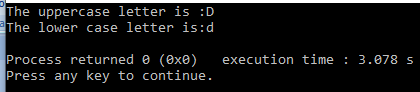 The uppercase letter is :D
The lower case letter is:d
Process returned 0 (0x0)   execution time : 3.078 s
Press any key to continue.